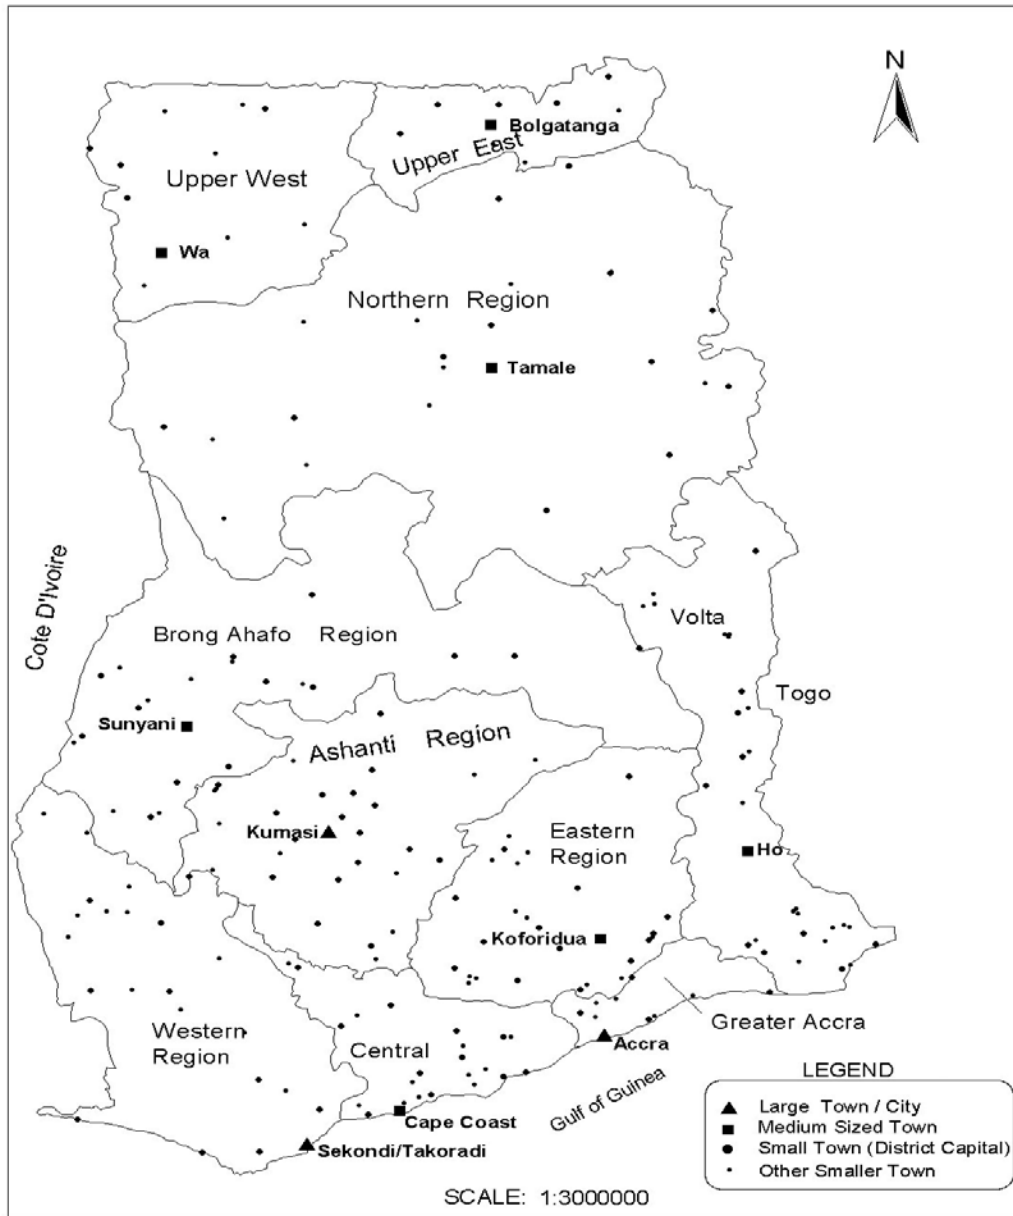 N
Bolgatanga
Upper East
Upper West
Wa
Northern Region
Tamale
Cote D'Ivoire
Volta
Brong Ahafo Region
Togo
Sunyani
Ashanti Region
Kumasi
Eastern
Region
Ho
Koforidua
Western
Region
Greater Accra
Central
Accra
Gulf of Guinea
Cape Coast
Sekondi/Takoradi
LEGEND
Large Town / City
Medium Sized Town
Small Town (District Capital)
Other Smaller Town
SCALE: 1:3000000